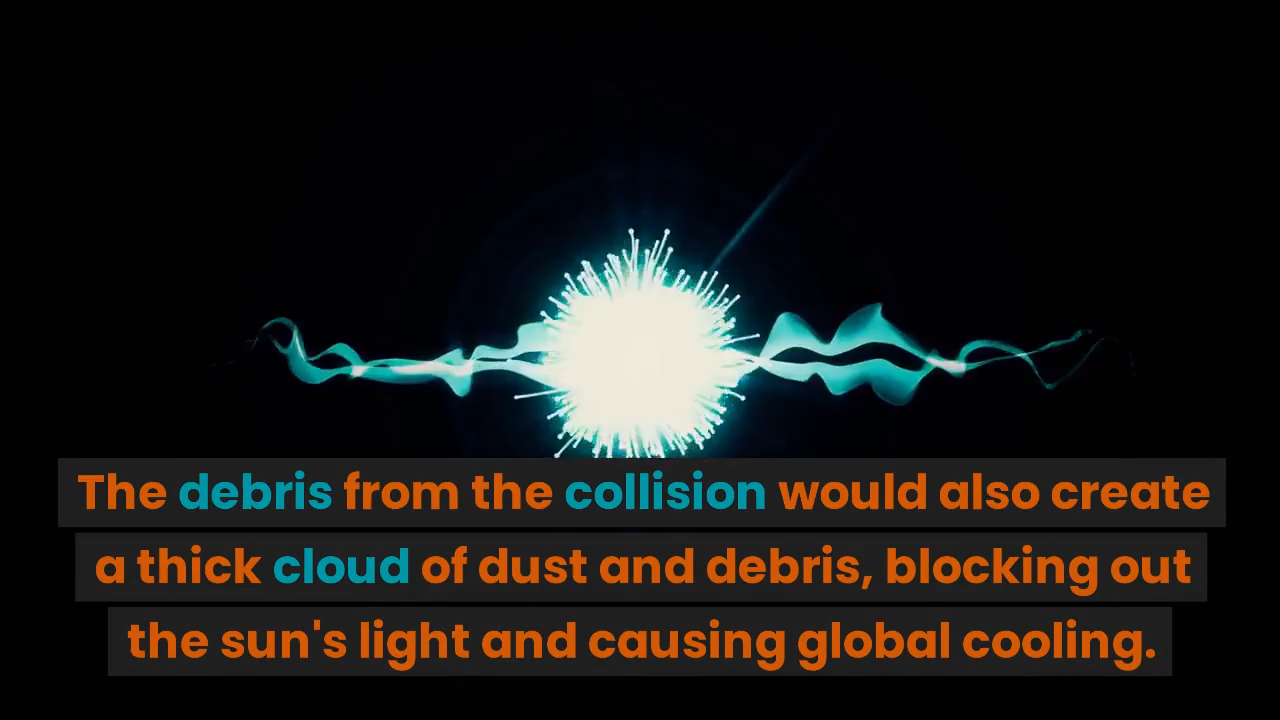 The debris from the collision would also create
a thick cloud of dust and debris, blocking out
the sun's light and causing global cooling.